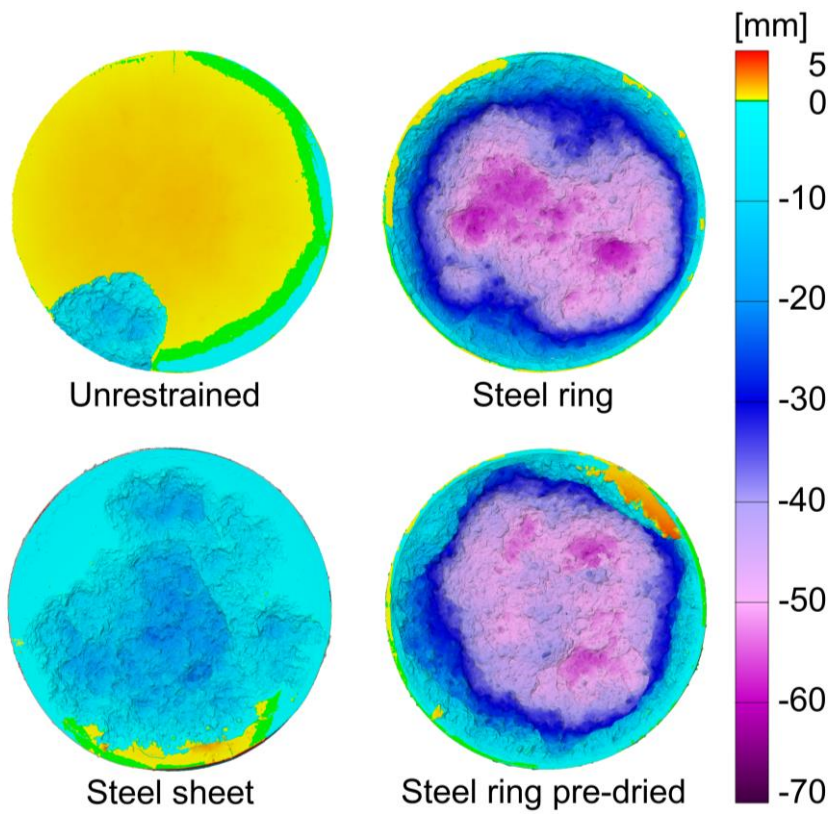 [mm]
5
0
-10
-20
-30
-40
-50
-60
-70
Unrestrained
Steel ring
Steel sheet
Steel ring pre-dried